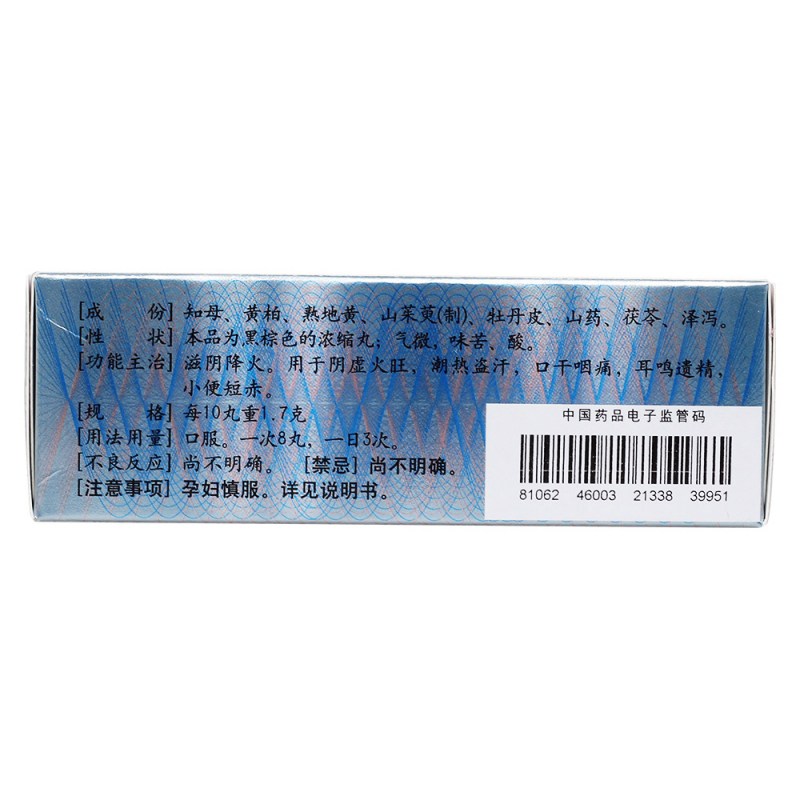 [成份] 知母、黄柏、熟地黄、山茱萸(制)、牡丹皮、山药、茯苓、泽泻。
[性状] 本品为黑棕色的浓缩丸；气微，味苦、酸。
[功能主治] 滋阴降火。用于阴虚火旺，潮热盗汗，口干咽痛，耳鸣遗精，
小便短赤。
[规格] 每10丸重1.7克
[用法用量] 口服。一次8丸，一日3次。
[不良反应] 尚不明确。 [禁忌] 尚不明确。
[注意事项] 孕妇慎服。详见说明书。
中国药品电子监管码
81062 46003 21338 39951